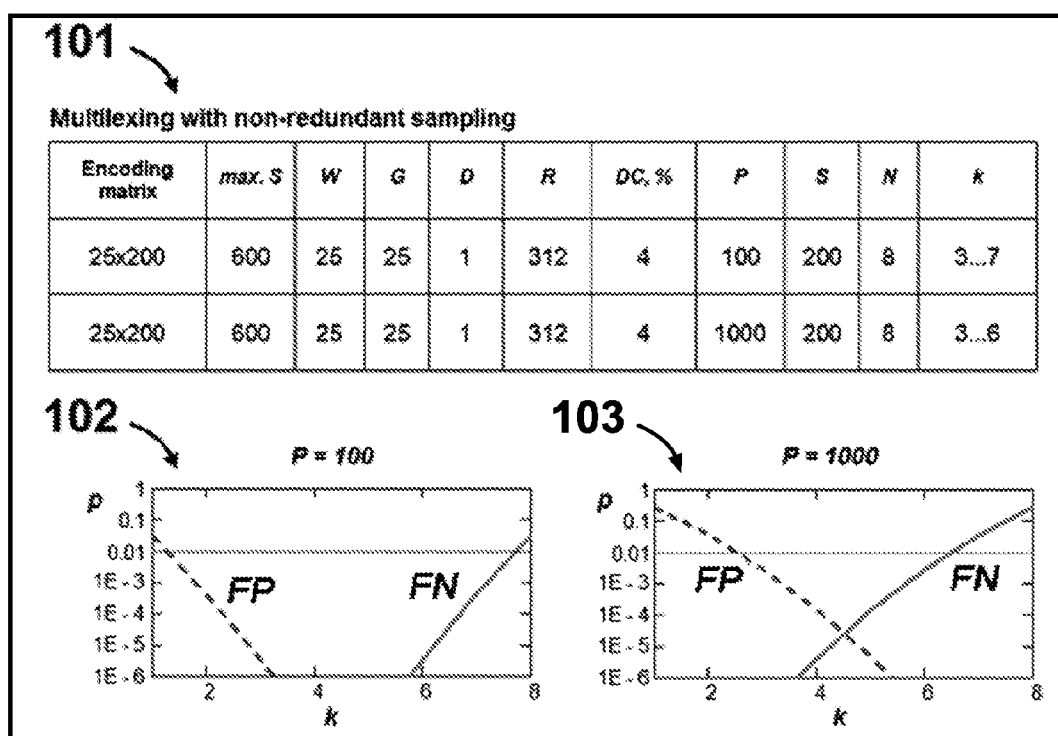 101
Multilexing with non-redundant sampling
Encoding matrix max. S W G D R DC, % P S N k
25x200 600 25 25 1 312 4 100 200 8 3...7
25x200 600 25 25 1 312 4 1000 200 8 3...6
102
P = 100
p
1
0.1
0.01
1E-3
1E-4
1E-5
1E-6
FP
FN
2 4 6 8
k
103
P = 1000
p
1
0.1
0.01
1E-3
1E-4
1E-5
1E-6
FP
FN
2 4 6 8
k